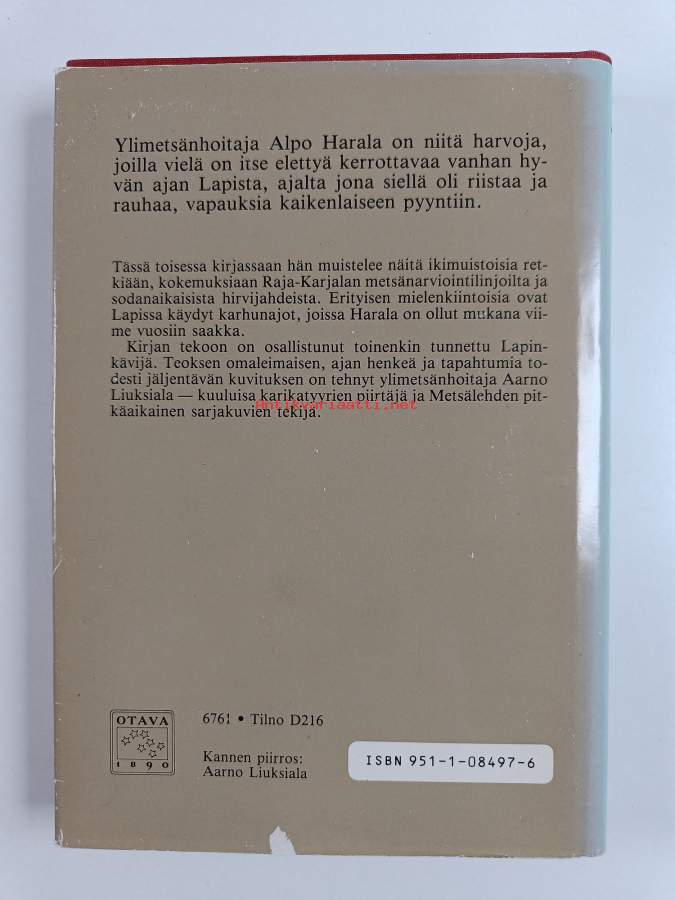 Ylimetsänhoitaja Alpo Harala on niitä harvoja,
joilla vielä on itse elettyä kerrottavaa vanhan hy-
vän ajan Lapista, ajalta jona siellä oli riistaa ja
rauhaa, vapauksia kaikenlaiseen pyyntiin.
Tässä toisessa kirjassaan hän muistelee näitä ikimuistoisia ret-
kiään, kokemuksiaan Raja-Karjalan metsänarviointilinjoilta ja
sodanaikaisista hirvijahdeista. Erityisen mielenkiintoisia ovat
Lapissa käydyt karhunajot, joissa Harala on ollut mukana vii-
me vuosiin saakka.
Kirjan tekoon on osallistunut toinenkin tunnettu Lapin-
kävijä. Teoksen omaleimaisen, ajan henkeä ja tapahtumia to-
desti jäljentävän kuvituksen on tehnyt ylimetsänhoitaja Aarno
Liuksiala — kuuluisa karikatyyrien piirtäjä ja Metsälehden pit-
käaikainen sarjakuvien tekijä.
Antikvariaatti.net
OTAVA
1890
6761 • Tilno D216
Kannen piirros:
Aarno Liuksiala
ISBN 951-1-08497-6